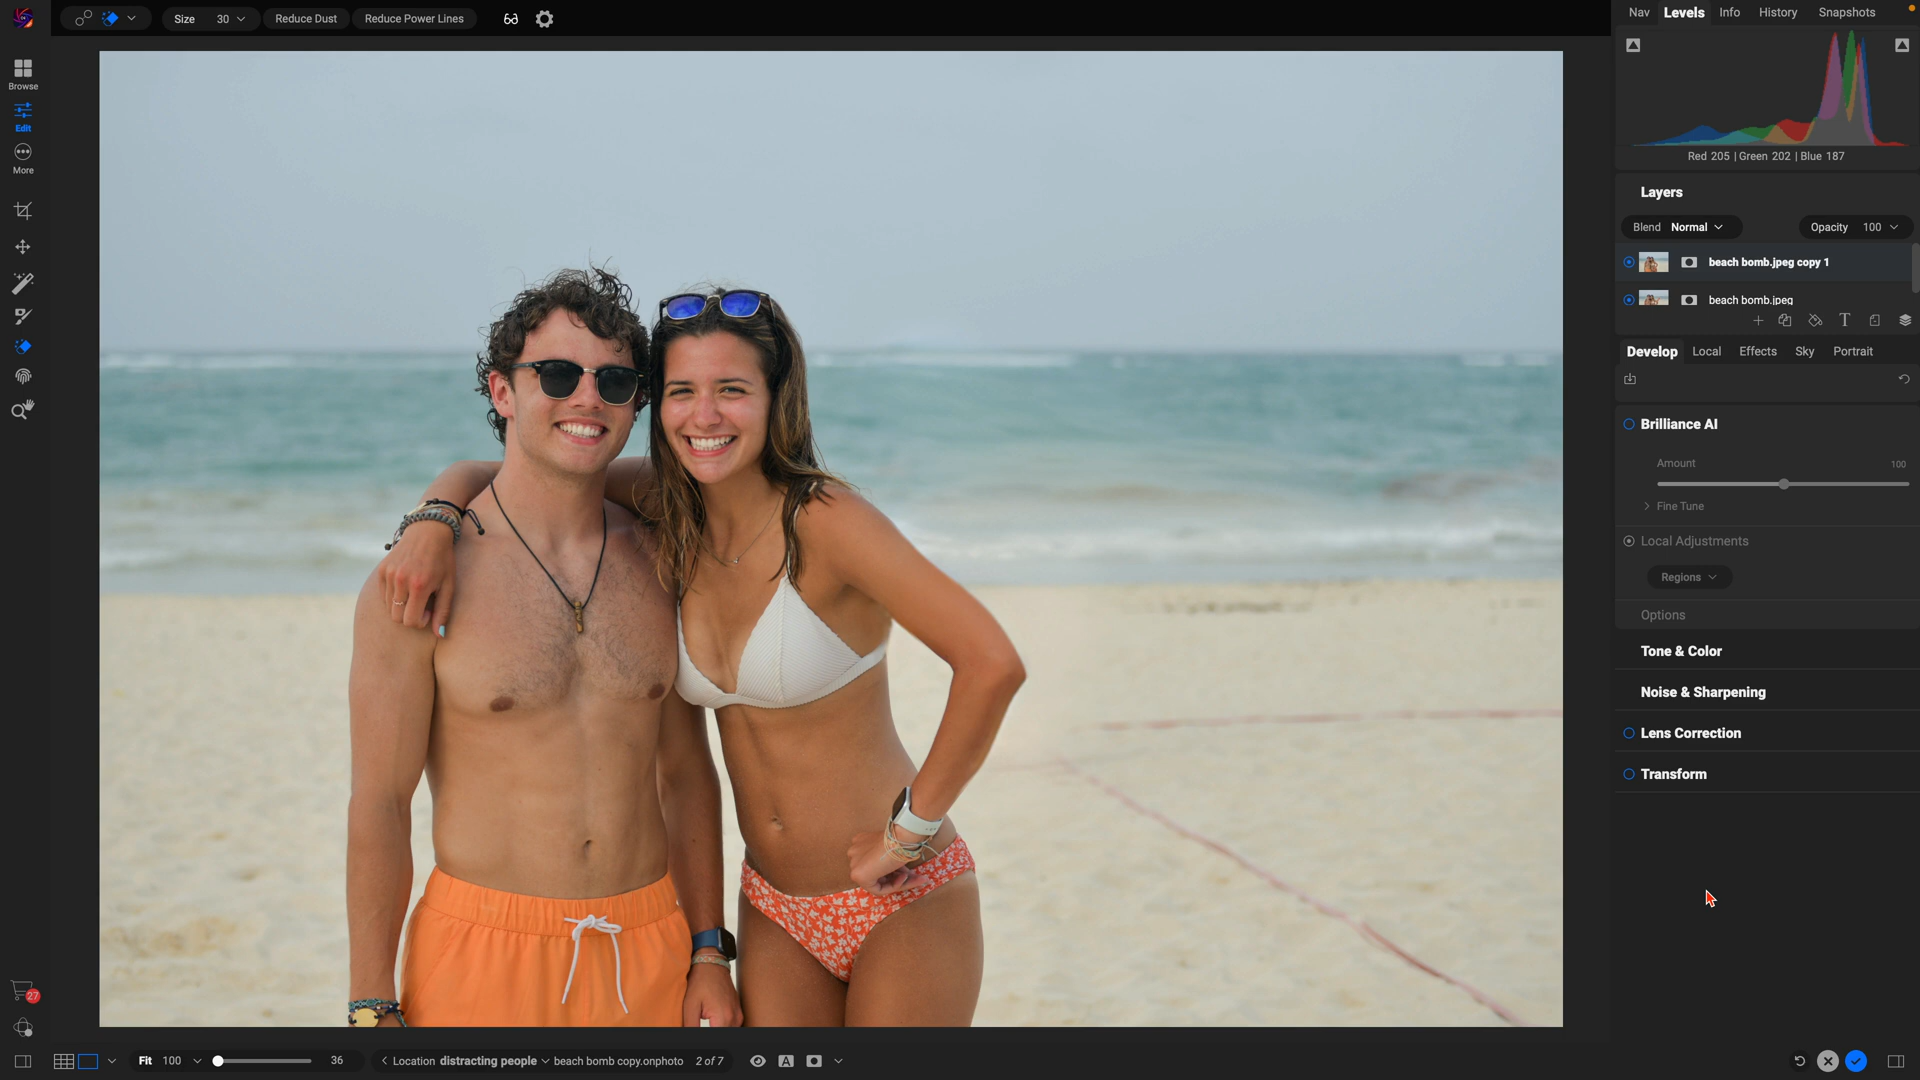 Size 30 Reduce Dust Reduce Power Lines
Nav Levels Info History Snapshots
Browse
Edit
More
Red 205 | Green 202 | Blue 187
Layers
Blend Normal Opacity 100
beach bomb.jpeg copy 1
beach bomb.jpeg
T
Develop Local Effects Sky Portrait
Brilliance AI
Amount 100
Fine Tune
Local Adjustments
Regions
Options
Tone & Color
Noise & Sharpening
Lens Correction
Transform
27
Fit 100 36 Location distracting people beach bomb copy.onphoto 2 of 7 A